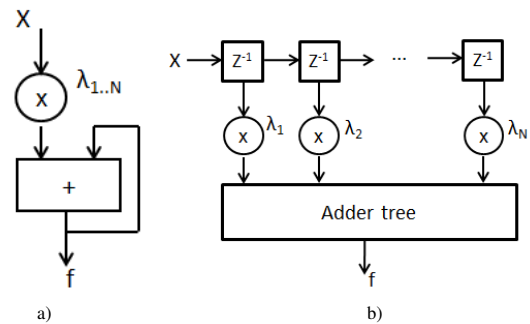 X
λ1..N
x
+
f
a)
X Z-1 Z-1 ... Z-1
x λ1 x λ2 x λN
Adder tree
f
b)